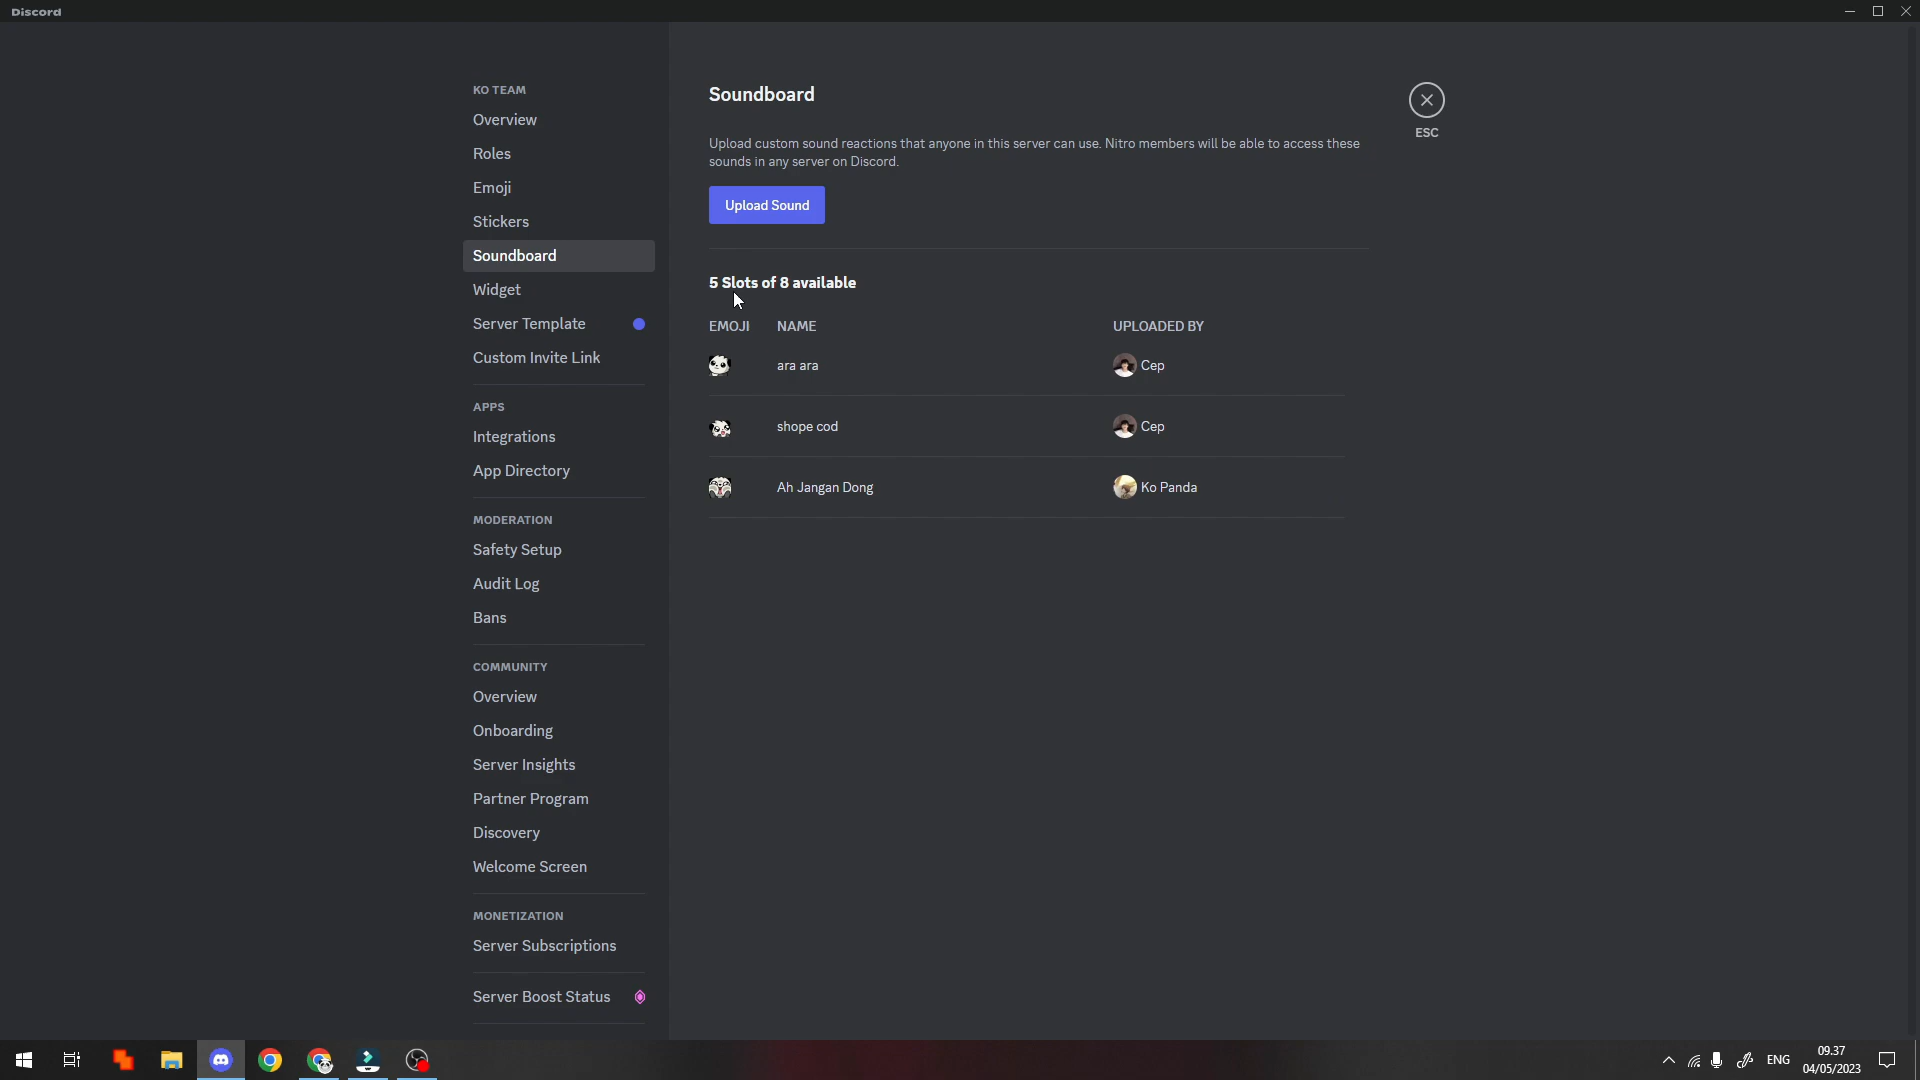 Discord
KO TEAM
Overview
Roles
Emoji
Stickers
Soundboard
Widget
Server Template
Custom Invite Link
APPS
Integrations
App Directory
MODERATION
Safety Setup
Audit Log
Bans
COMMUNITY
Overview
Onboarding
Server Insights
Partner Program
Discovery
Welcome Screen
MONETIZATION
Server Subscriptions
Server Boost Status
Soundboard
Upload custom sound reactions that anyone in this server can use. Nitro members will be able to access these
sounds in any server on Discord.
Upload Sound
5 Slots of 8 available
EMOJI NAME UPLOADED BY
ara ara Cep
shope cod Cep
Ah Jangan Dong Ko Panda
ESC
ENG
09.37
04/05/2023